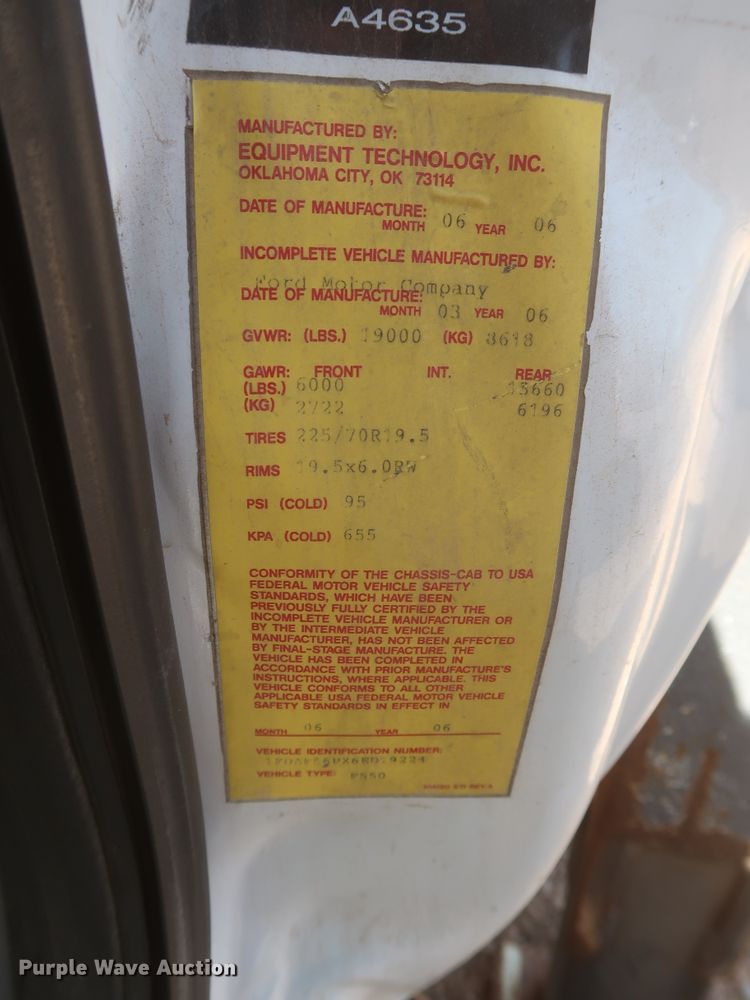 A4635
MANUFACTURED BY:
EQUIPMENT TECHNOLOGY, INC.
OKLAHOMA CITY, OK 73114
DATE OF MANUFACTURE:
MONTH 06 YEAR 06
INCOMPLETE VEHICLE MANUFACTURED BY:
Ford Motor Company
DATE OF MANUFACTURE:
MONTH 03 YEAR 06
GVWR: (LBS.) 19000 (KG) 8618
GAWR: FRONT INT. REAR
(LBS.) 6000 13660
(KG) 2722 6196
TIRES 225/70R19.5
RIMS 19.5x6.0RW
PSI (COLD) 95
KPA (COLD) 655
CONFORMITY OF THE CHASSIS-CAB TO USA
FEDERAL MOTOR VEHICLE SAFETY
STANDARDS, WHICH HAVE BEEN
PREVIOUSLY FULLY CERTIFIED BY THE
INCOMPLETE VEHICLE MANUFACTURER OR
BY THE INTERMEDIATE VEHICLE
MANUFACTURER, HAS NOT BEEN AFFECTED
BY FINAL-STAGE MANUFACTURE. THE
VEHICLE HAS BEEN COMPLETED IN
ACCORDANCE WITH PRIOR MANUFACTURE'S
INSTRUCTIONS, WHERE APPLICABLE. THIS
VEHICLE CONFORMS TO ALL OTHER
APPLICABLE USA FEDERAL MOTOR VEHICLE
SAFETY STANDARDS IN EFFECT IN
MONTH 06 YEAR 06
VEHICLE IDENTIFICATION NUMBER:
VEHICLE TYPE: F550
Purple Wave Auction